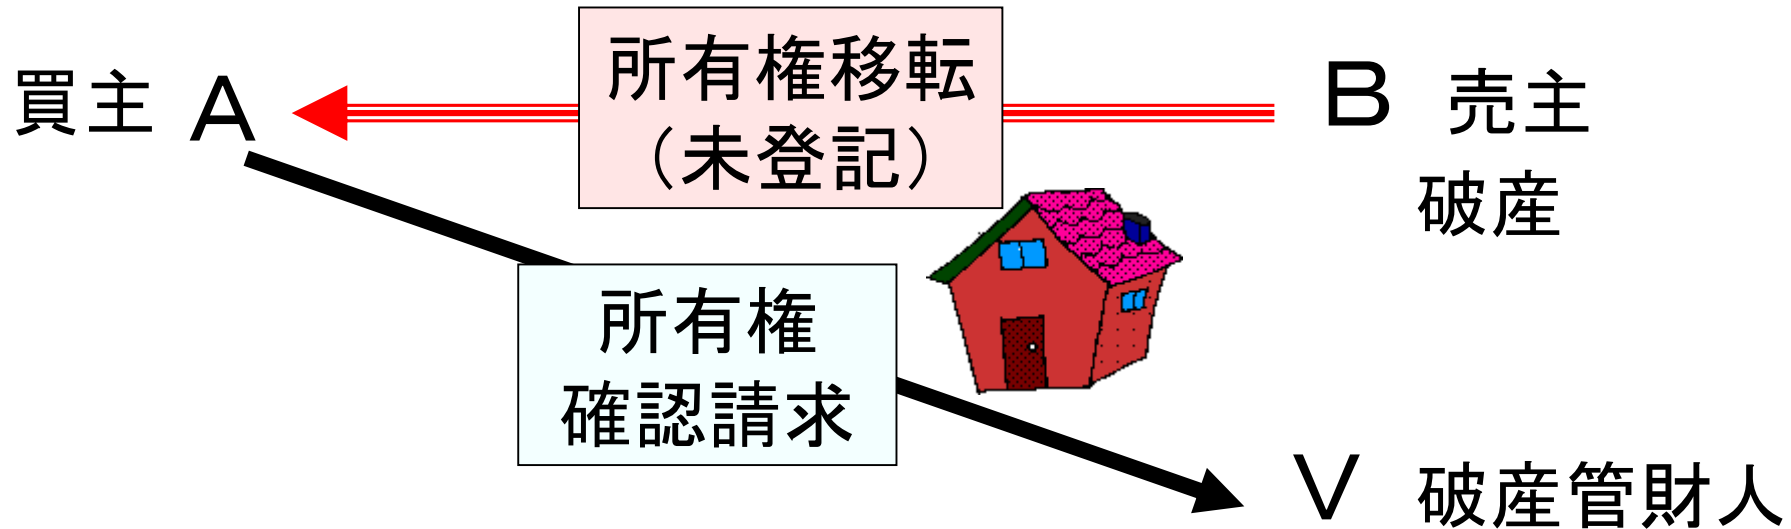 買主 A
所有権移転
(未登記)
B 売主
破産
所有権
確認請求
V 破産管財人